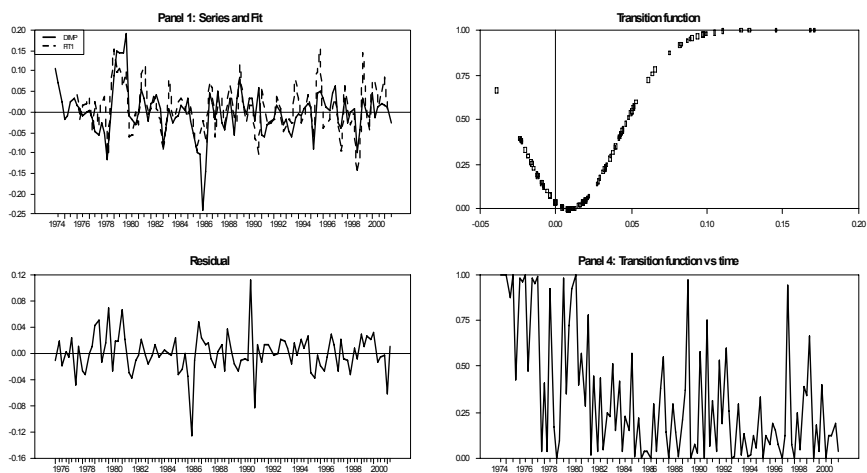 Panel 1: Series and Fit
DIMP
FIT1
0.20
0.15
0.10
0.05
-0.00
-0.05
-0.10
-0.15
-0.20
-0.25
1974 1976 1978 1980 1982 1984 1986 1988 1990 1992 1994 1996 1998 2000
Transition function
1.00
0.75
0.50
0.25
0.00
-0.05 0.00 0.05 0.10 0.15 0.20
Residual
0.12
0.08
0.04
0.00
-0.04
-0.08
-0.12
-0.16
1976 1978 1980 1982 1984 1986 1988 1990 1992 1994 1996 1998 2000
Panel 4: Transition function vs time
1.00
0.75
0.50
0.25
0.00
1974 1976 1978 1980 1982 1984 1986 1988 1990 1992 1994 1996 1998 2000